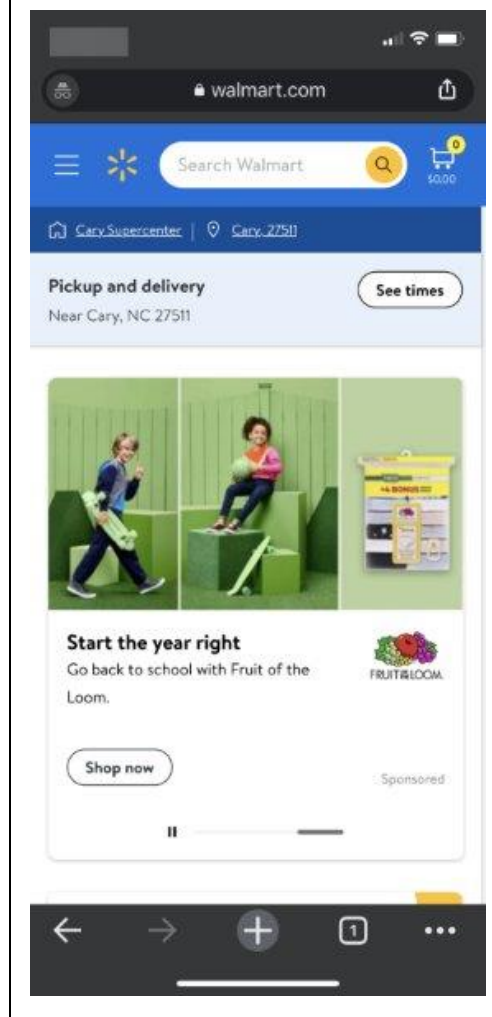 walmart.com
Search Walmart
0
$0.00
Cary Supercenter | Cary, 27511
Pickup and delivery
Near Cary, NC 27511
See times
+4 BONUS
Start the year right
Go back to school with Fruit of the
Loom.
FRUIT OF THE LOOM.
Shop now
Sponsored
1